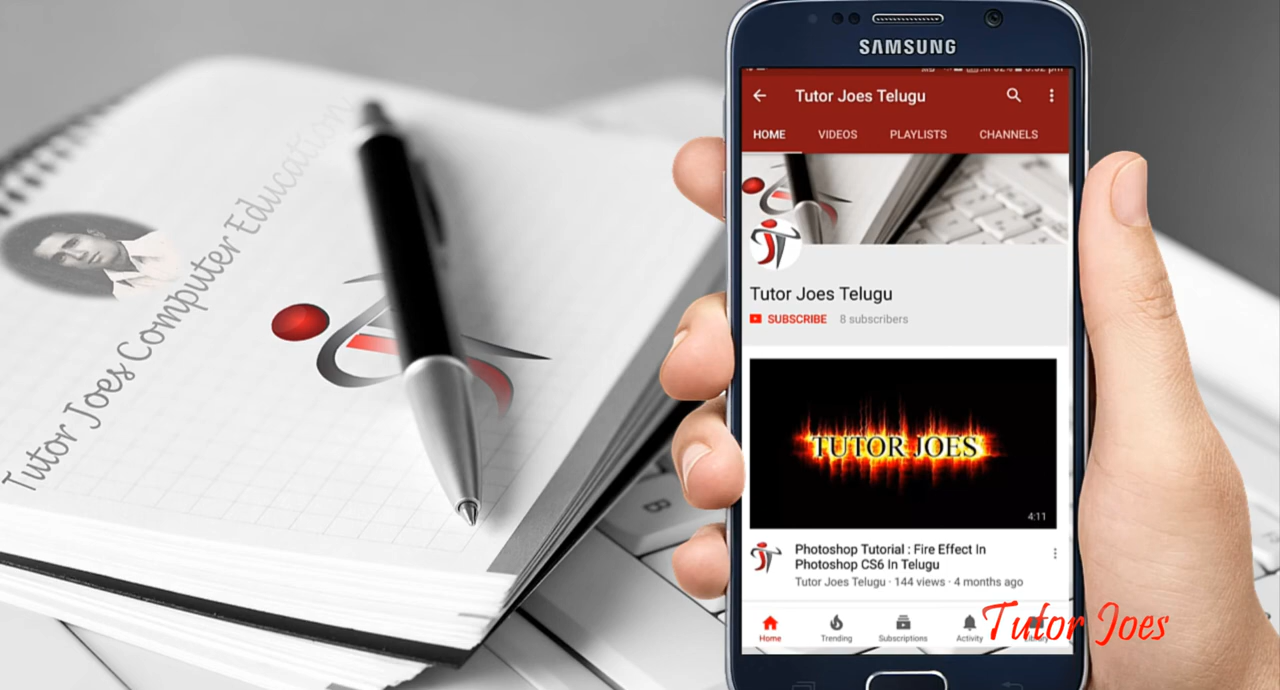 Tutor Joes Computer Education
SAMSUNG
Tutor Joes Telugu
HOME VIDEOS PLAYLISTS CHANNELS
Tutor Joes Telugu
SUBSCRIBE 8 subscribers
TUTOR JOES
4:11
Photoshop Tutorial : Fire Effect In
Photoshop CS6 In Telugu
Tutor Joes Telugu · 144 views · 4 months ago
Home Trending Subscriptions Activity
Tutor Joes
B